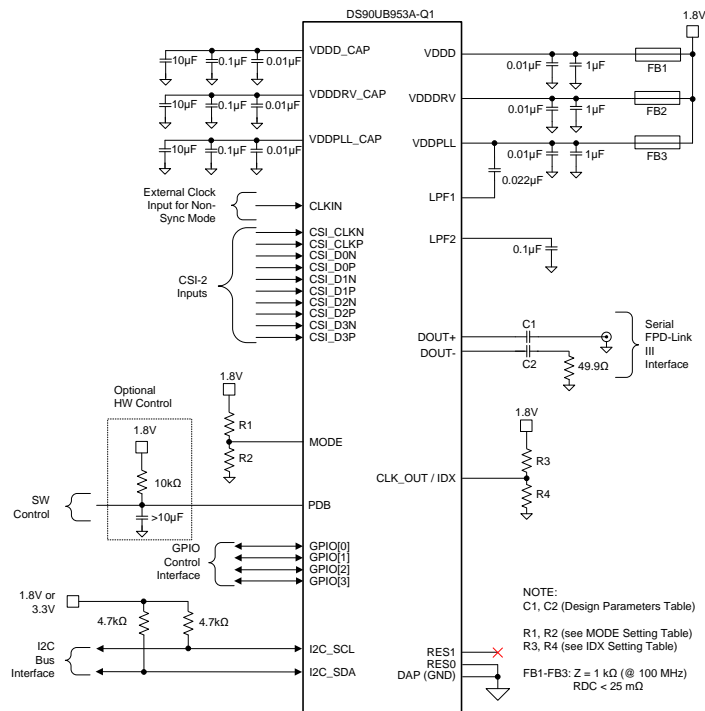 DS90UB953A-Q1
1.8V
VDDD_CAP
10µF
0.1µF
0.01µF
VDDDRV_CAP
10µF
0.1µF
0.01µF
VDDPLL_CAP
10µF
0.1µF
0.01µF
VDDD
0.01µF
1µF
FB1
VDDDRV
0.01µF
1µF
FB2
VDDPLL
0.01µF
1µF
FB3
0.022µF
LPF1
LPF2
0.1µF
External Clock
Input for Non-
Sync Mode
CLKIN
CSI-2
Inputs
CSI_CLKN
CSI_CLKP
CSI_D0N
CSI_D0P
CSI_D1N
CSI_D1P
CSI_D2N
CSI_D2P
CSI_D3N
CSI_D3P
DOUT+
DOUT-
C1
C2
49.9Ω
Serial
FPD-Link
III
Interface
1.8V
R1
R2
MODE
Optional
HW Control
1.8V
10kΩ
>10µF
SW
Control
PDB
1.8V
R3
R4
CLK_OUT / IDX
GPIO
Control
Interface
GPIO[0]
GPIO[1]
GPIO[2]
GPIO[3]
1.8V or
3.3V
4.7kΩ
4.7kΩ
I2C
Bus
Interface
I2C_SCL
I2C_SDA
RES1
RES0
DAP (GND)
NOTE:
C1, C2 (Design Parameters Table)
R1, R2 (see MODE Setting Table)
R3, R4 (see IDX Setting Table)
FB1-FB3: Z = 1 kΩ (@ 100 MHz)
RDC < 25 mΩ